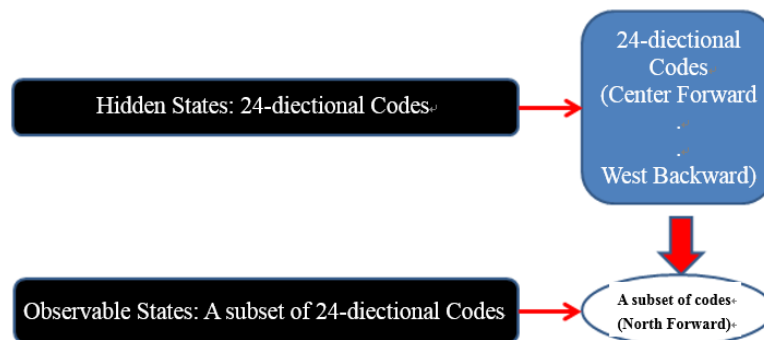 24-diectional
Codes
(Center Forward
.
.
West Backward)
Hidden States: 24-diectional Codes
Observable States: A subset of 24-diectional Codes
A subset of codes
(North Forward)